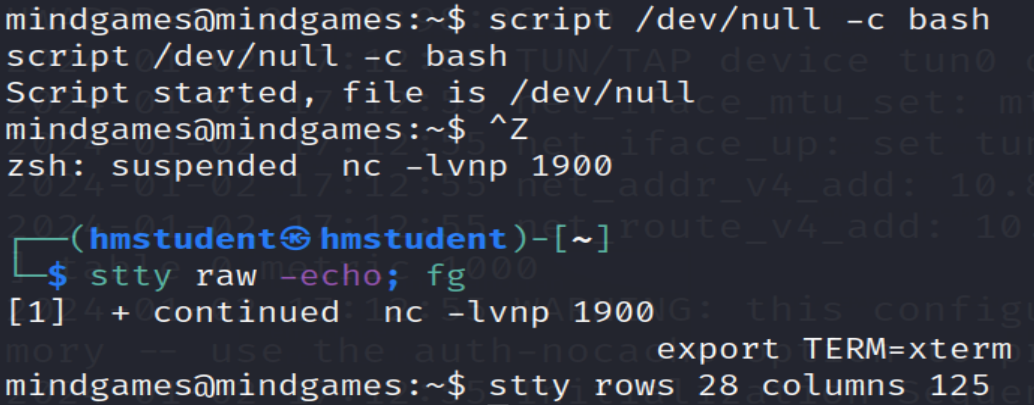 mindgames@mindgames:~$ script /dev/null -c bash
script /dev/null -c bash
Script started, file is /dev/null
mindgames@mindgames:~$ ^Z
zsh: suspended  nc -lvnp 1900
┌──(hmstudent㉿hmstudent)-[~]
└─$ stty raw -echo; fg
[1]  + continued  nc -lvnp 1900
export TERM=xterm
mindgames@mindgames:~$ stty rows 28 columns 125